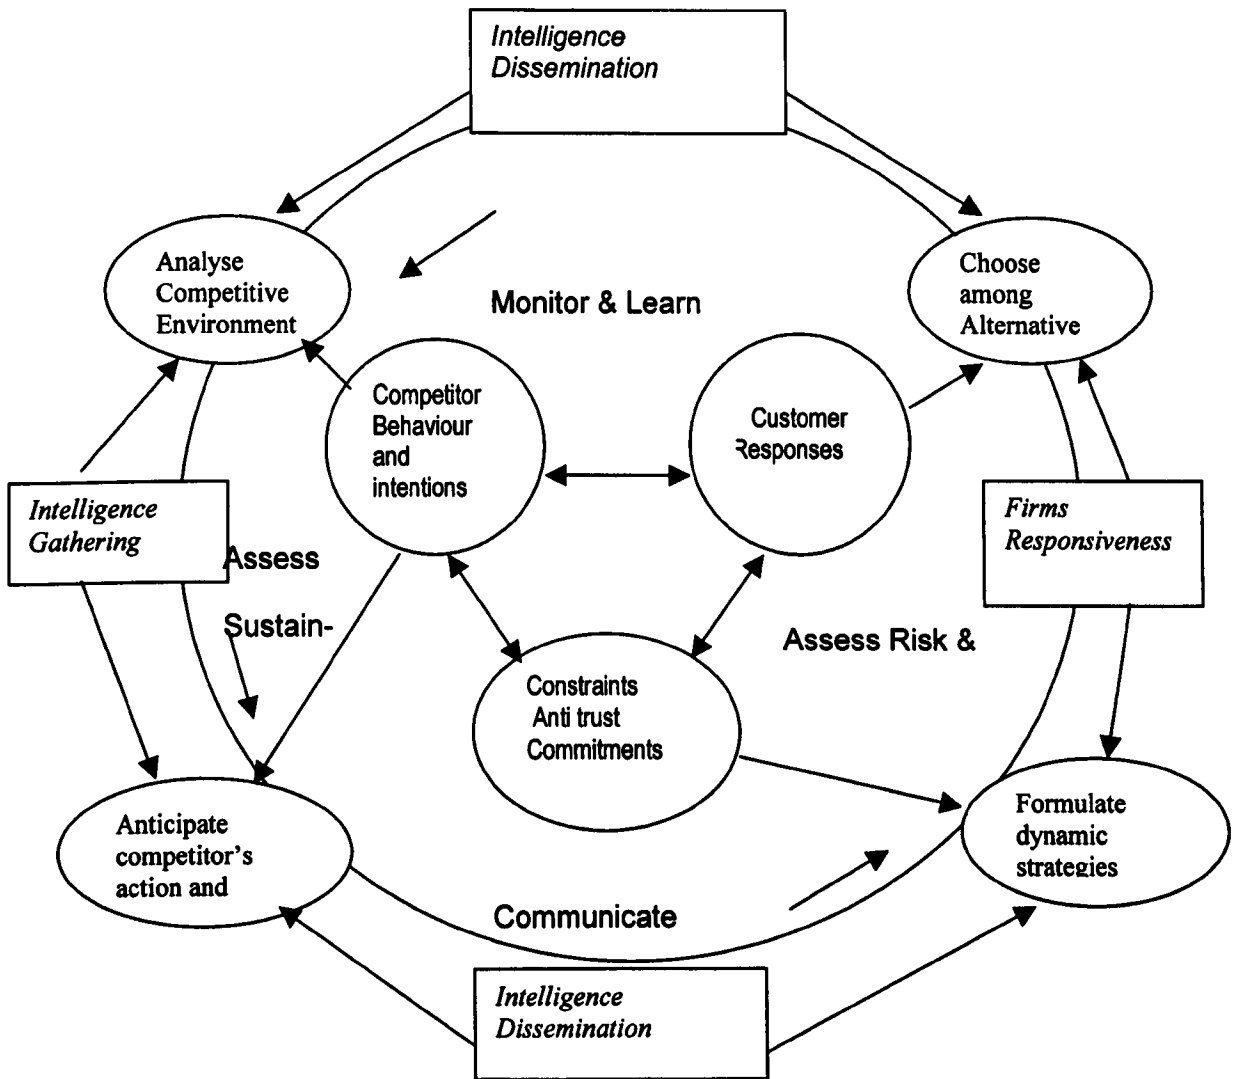 Intelligence
Dissemination
Analyse
Competitive
Environment
Choose
among
Alternative
Monitor & Learn
Competitor
Behaviour
and
intentions
Customer
Responses
Intelligence
Gathering
Firms
Responsiveness
Assess
Sustain-
Assess Risk &
Constraints
Anti trust
Commitments
Anticipate
competitor's
action and
Formulate
dynamic
strategies
Communicate
Intelligence
Dissemination